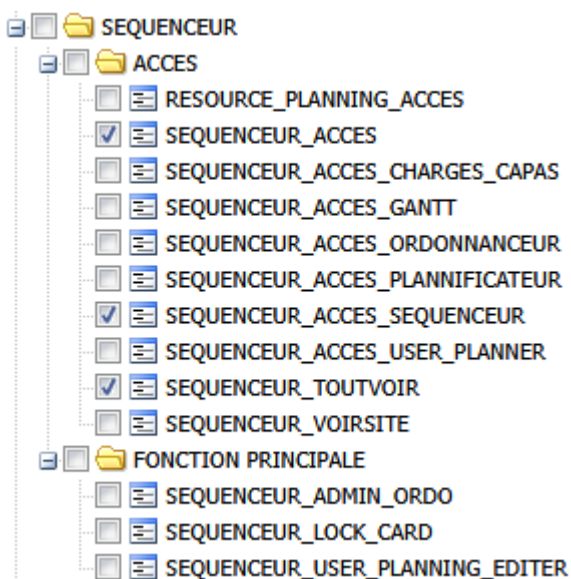 SEQUENCEUR
ACCES
RESOURCE_PLANNING_ACCES
SEQUENCEUR_ACCES
SEQUENCEUR_ACCES_CHARGES_CAPAS
SEQUENCEUR_ACCES_GANTT
SEQUENCEUR_ACCES_ORDONNANCEUR
SEQUENCEUR_ACCES_PLANNIFICATEUR
SEQUENCEUR_ACCES_SEQUENCEUR
SEQUENCEUR_ACCES_USER_PLANNER
SEQUENCEUR_TOUTVOIR
SEQUENCEUR_VOIRSITE
FONCTION PRINCIPALE
SEQUENCEUR_ADMIN_ORDO
SEQUENCEUR_LOCK_CARD
SEQUENCEUR_USER_PLANNING_EDITER